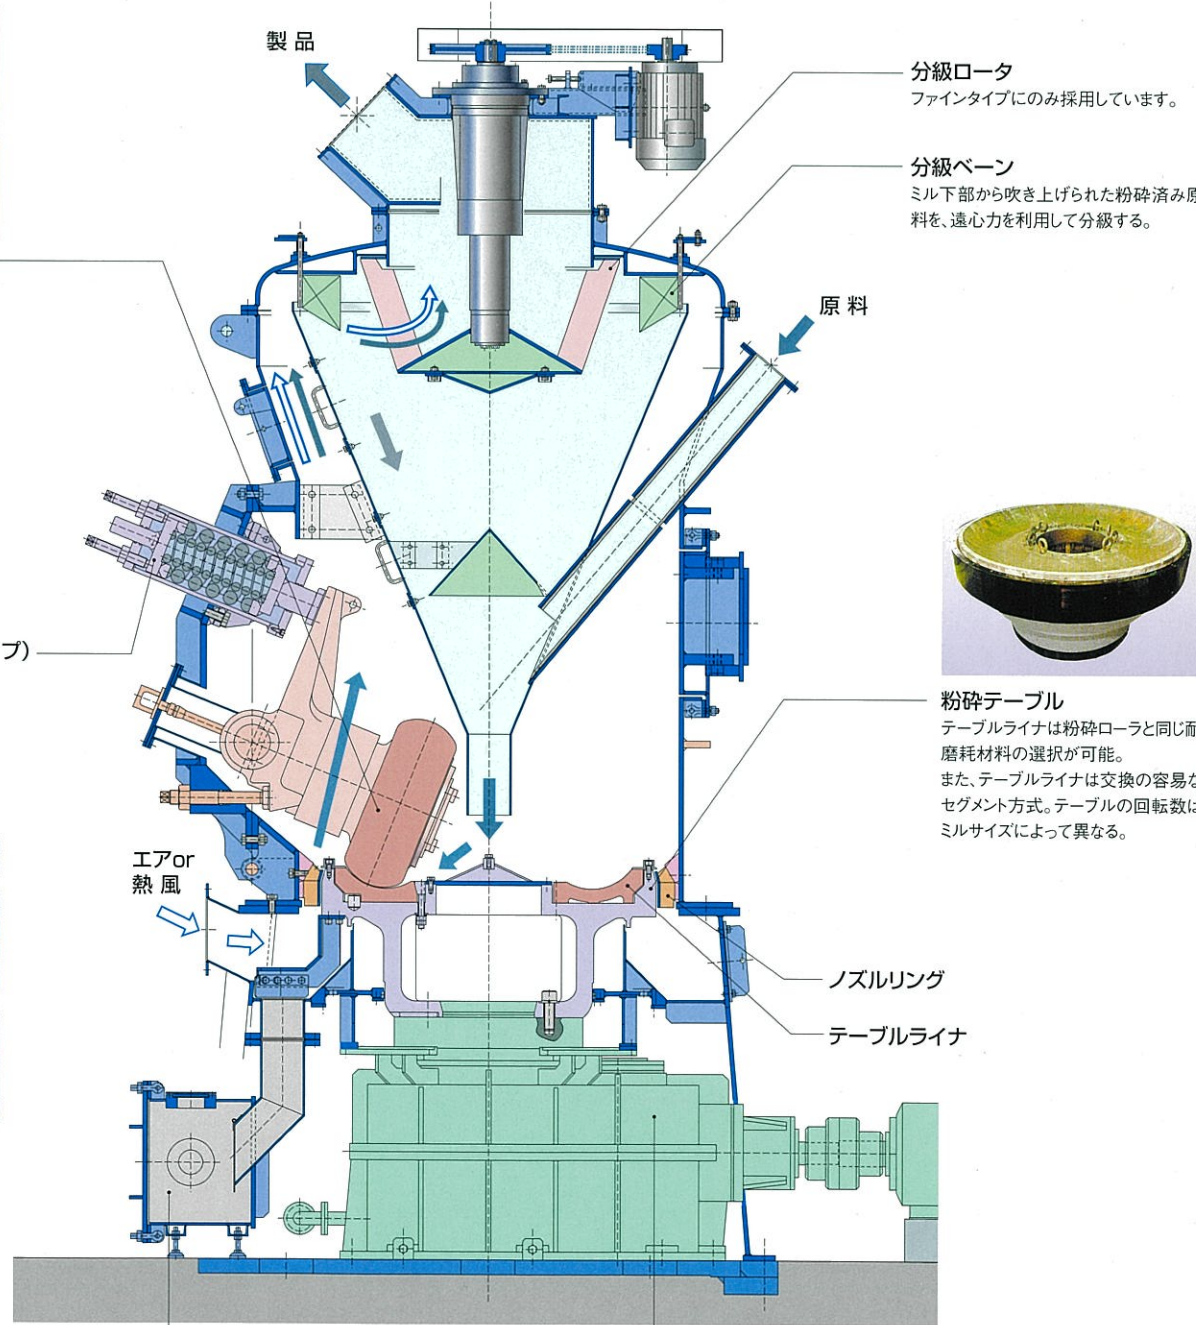 製品
分級ロータ
ファインタイプにのみ採用しています。
分級ベーン
ミル下部から吹き上げられた粉砕済み原
料を、遠心力を利用して分級する。
原料
プ)
粉砕テーブル
テーブルライナは粉砕ローラと同じ耐
磨耗材料の選択が可能。
また、テーブルライナは交換の容易な
セグメント方式。テーブルの回転数は
ミルサイズによって異なる。
エアor
熱風
ノズルリング
テーブルライナ